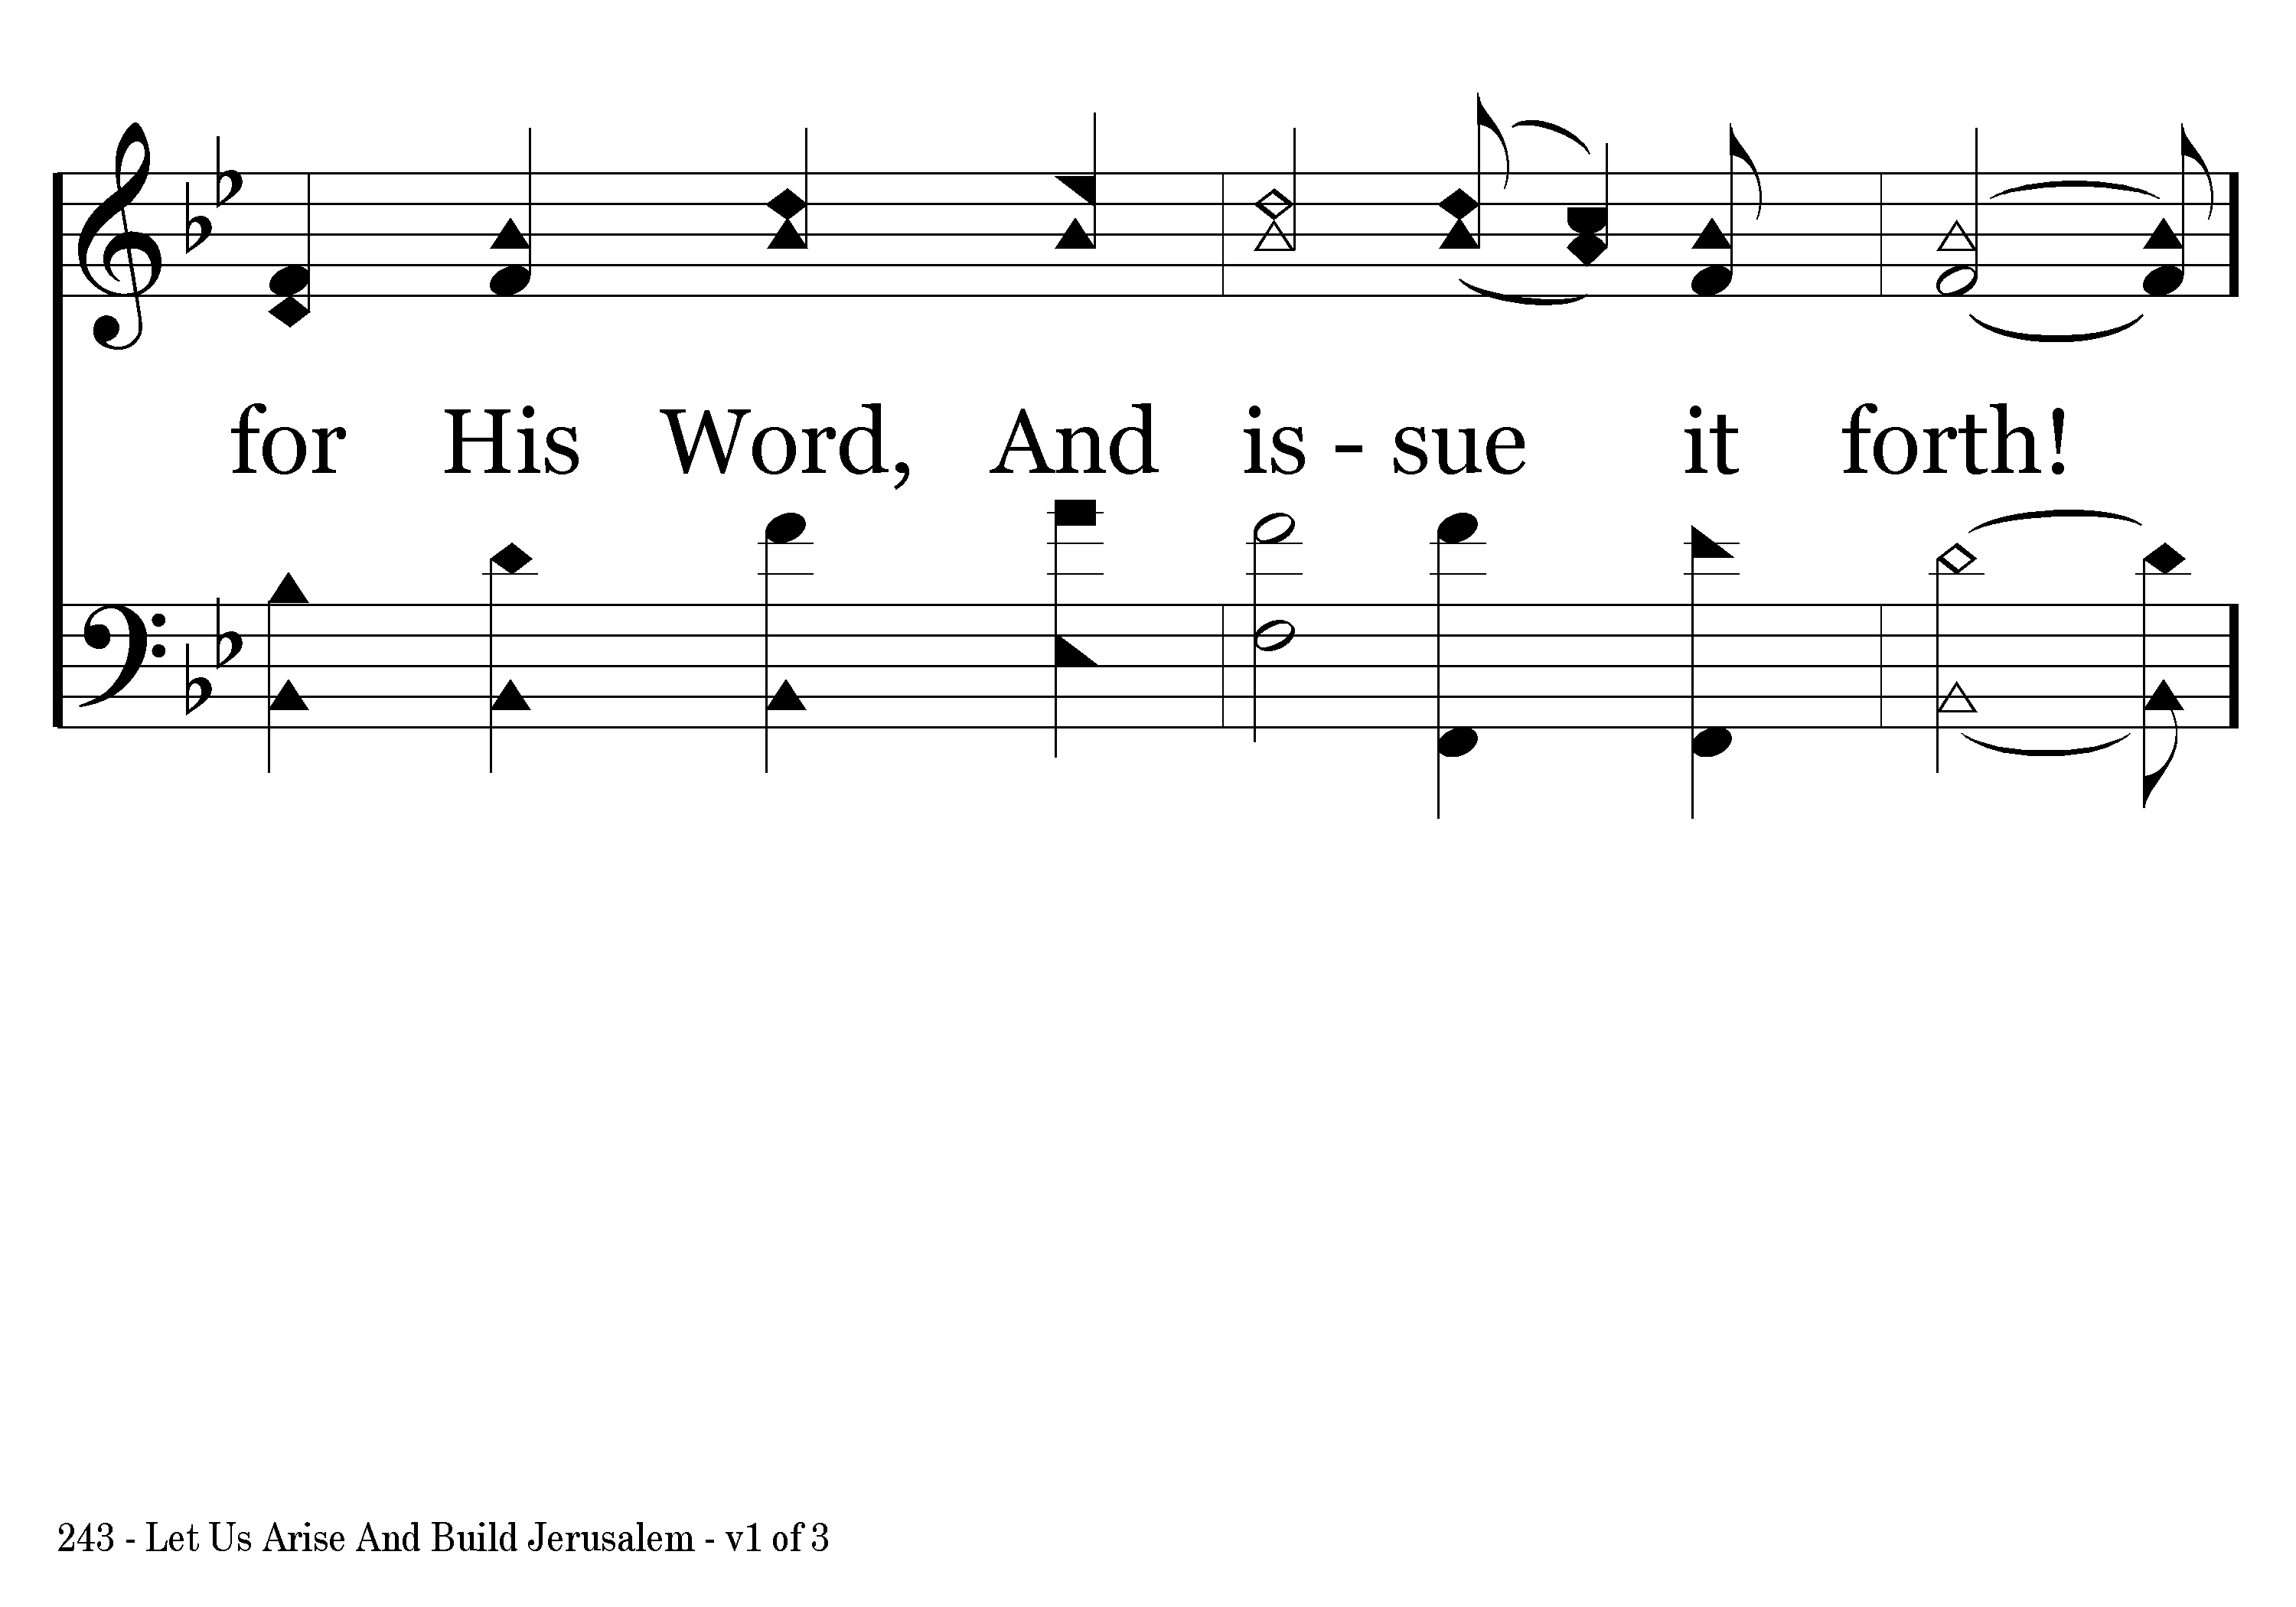 for His Word, And is - sue it forth!
243 - Let Us Arise And Build Jerusalem - v1 of 3